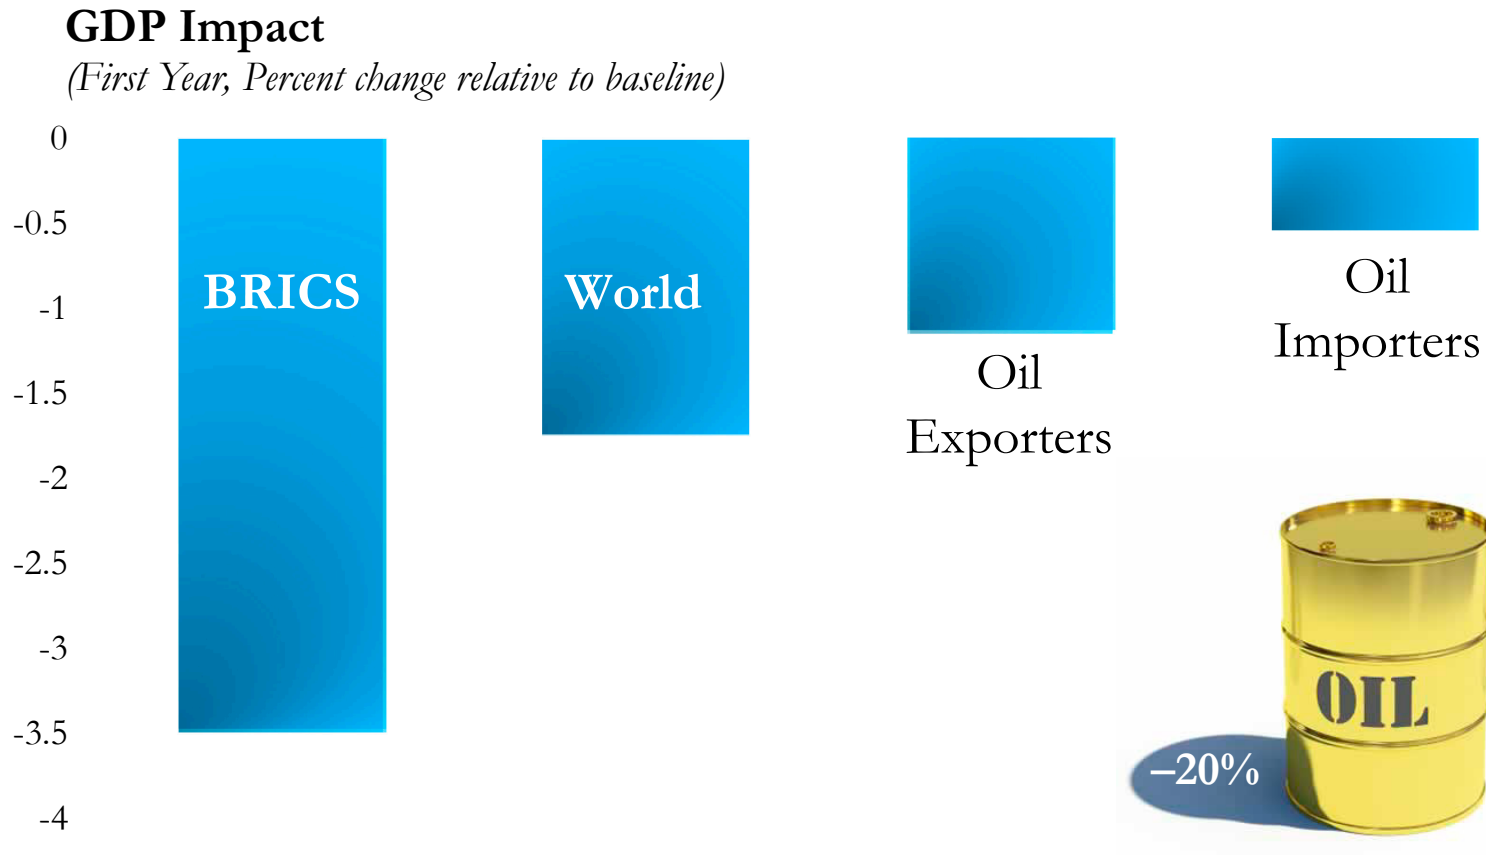 GDP Impact
(First Year, Percent change relative to baseline)
0
-0.5
-1
-1.5
-2
-2.5
-3
-3.5
-4
BRICS
World
Oil
Exporters
Oil
Importers
OIL
–20%